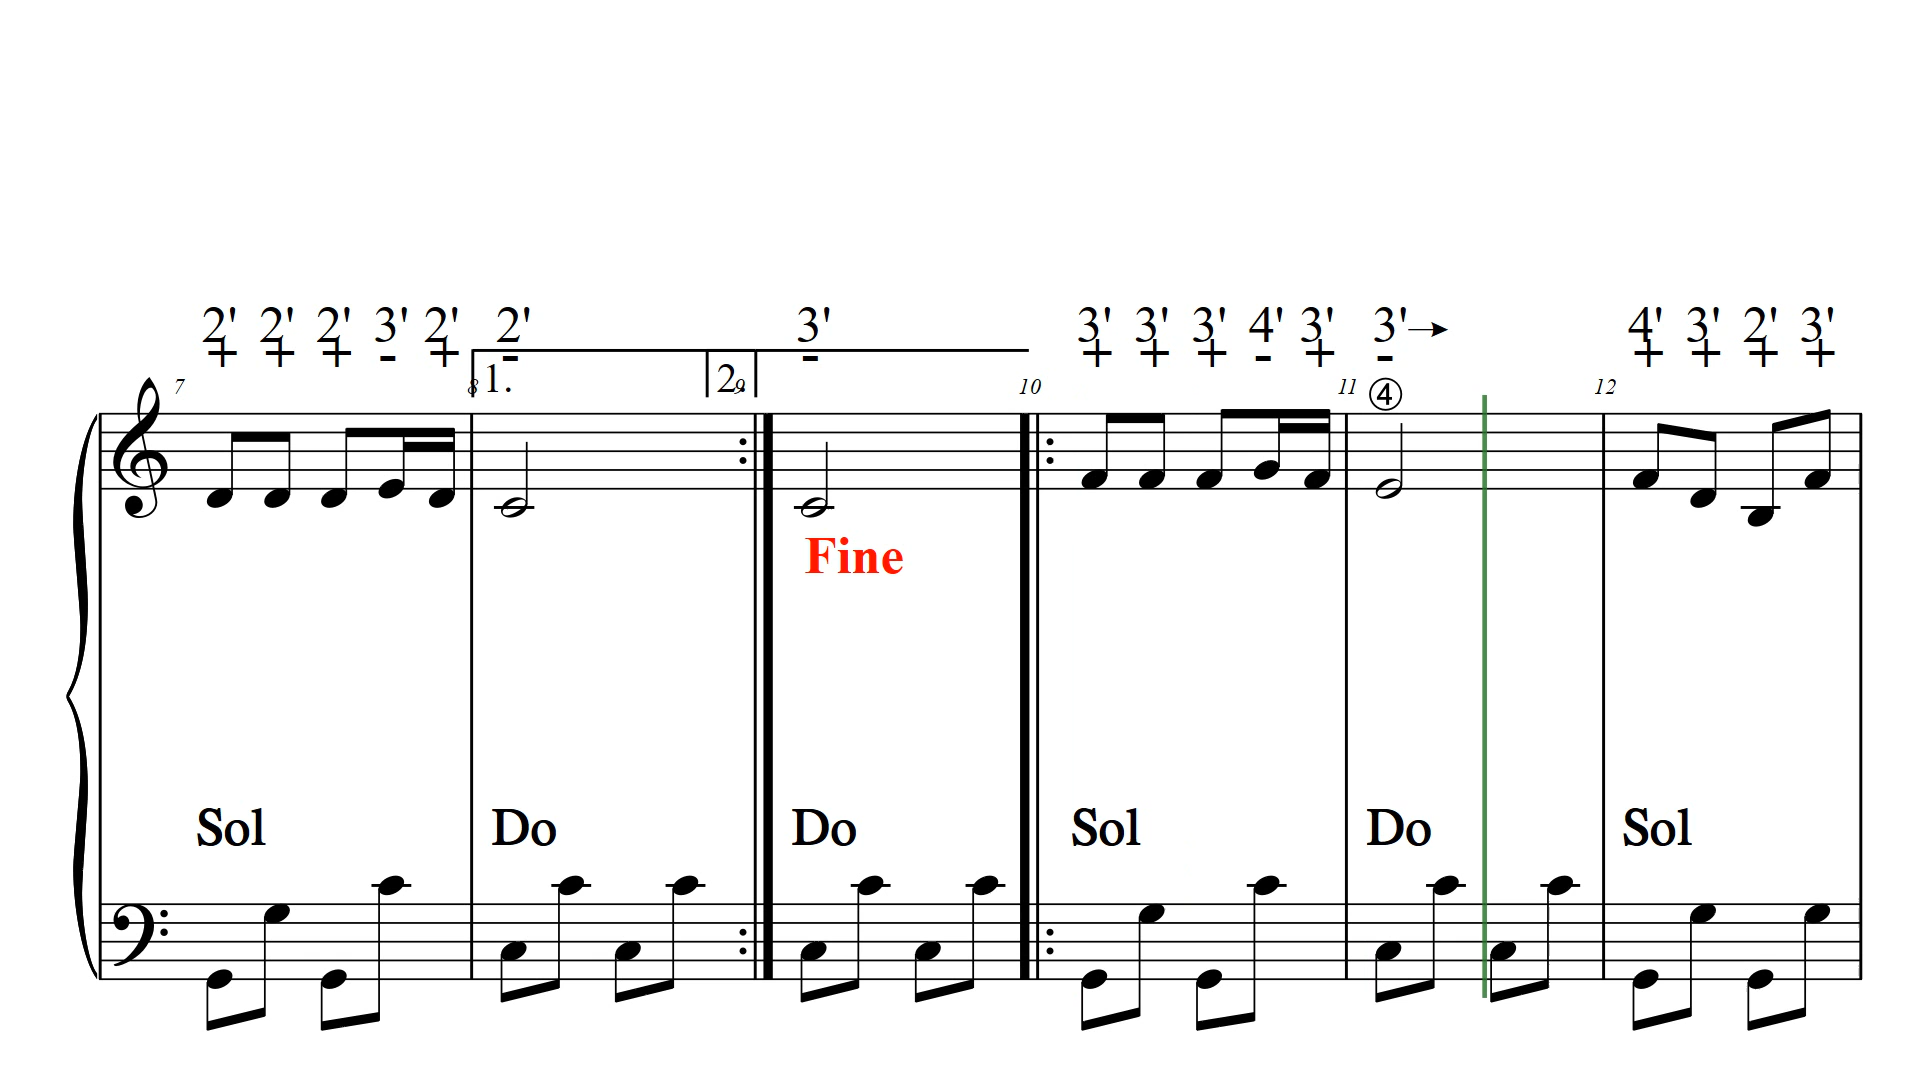 2' 2' 2' 3' 2' 2' 3' 3' 3' 3' 4' 3' 3'→ 4' 3' 2' 3'
+ + + - + - - + + + - + - + + + +
7 8 1. 2. 9 10 11 ④ 12
Fine
Sol Do Do Sol Do Sol